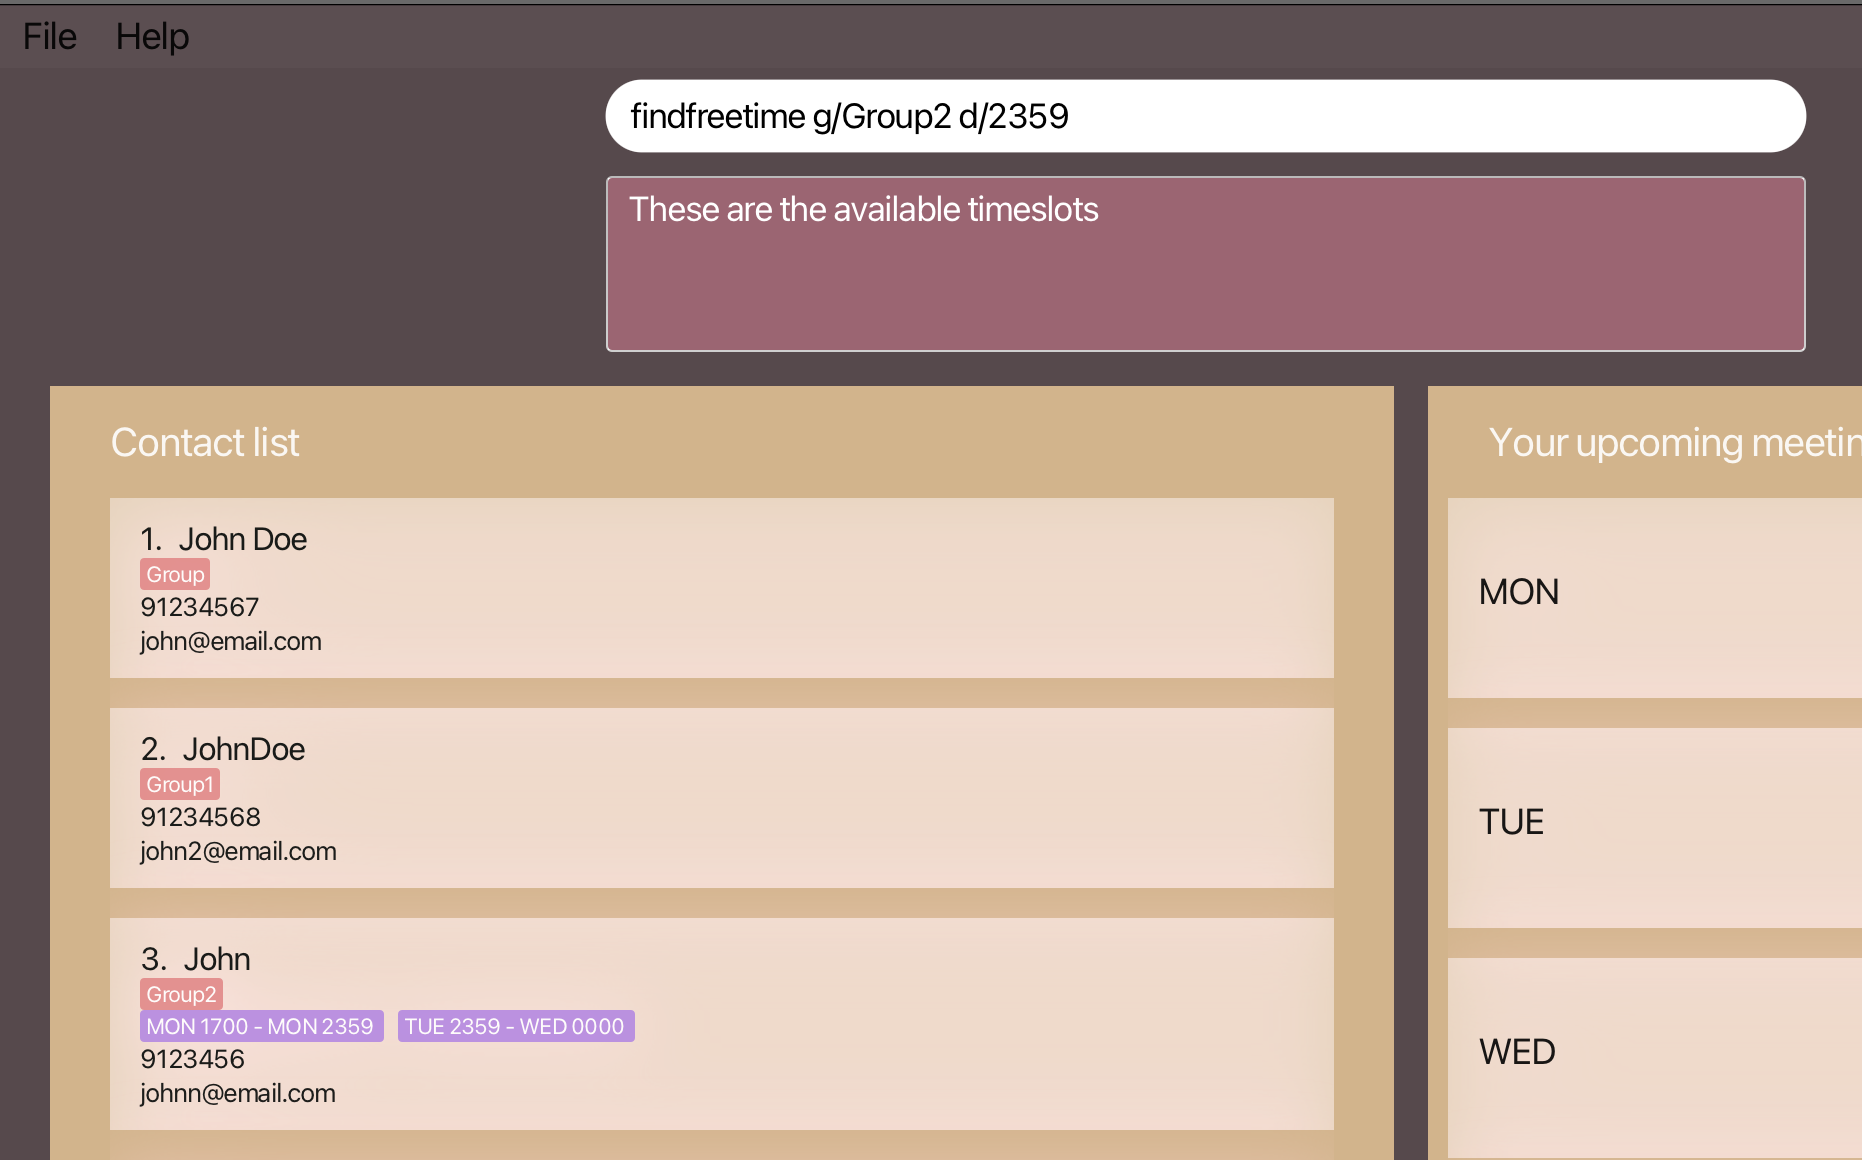 File Help
findfreetime g/Group2 d/2359
These are the available timeslots
Contact list
1. John Doe
Group
91234567
john@email.com
2. JohnDoe
Group1
91234568
john2@email.com
3. John
Group2
MON 1700 - MON 2359 TUE 2359 - WED 0000
9123456
johnn@email.com
Your upcoming meetin
MON
TUE
WED